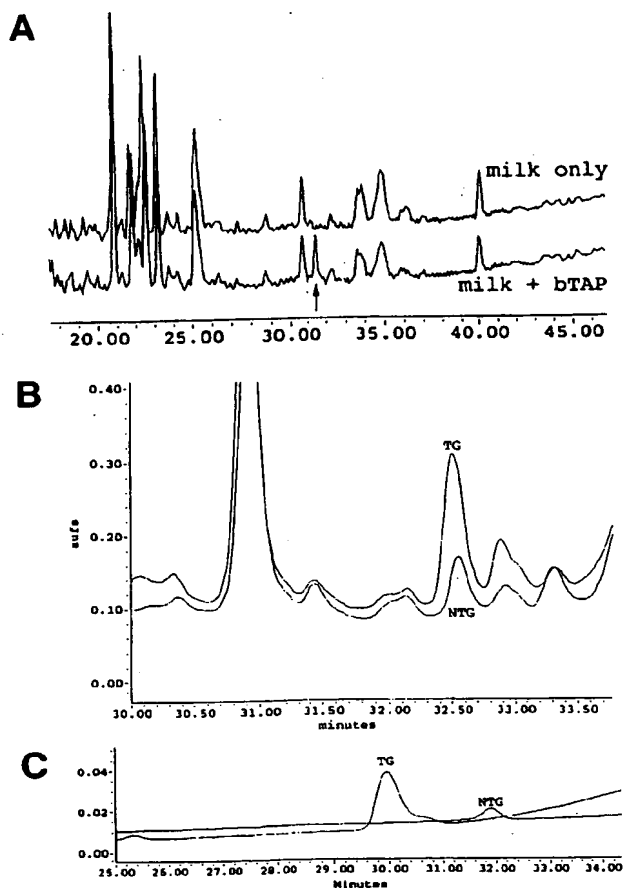 A
milk only
milk + bTAP
20.00 25.00 30.00 35.00 40.00 45.00
B
0.40
0.30
0.20
0.10
0.00
aufs
TG
NTG
30.00 30.50 31.00 31.50 32.00 32.50 33.00 33.50
minutes
C
0.04
0.02
0.00
TG
NTG
25.00 26.00 27.00 28.00 29.00 30.00 31.00 32.00 33.00 34.00
Minutes